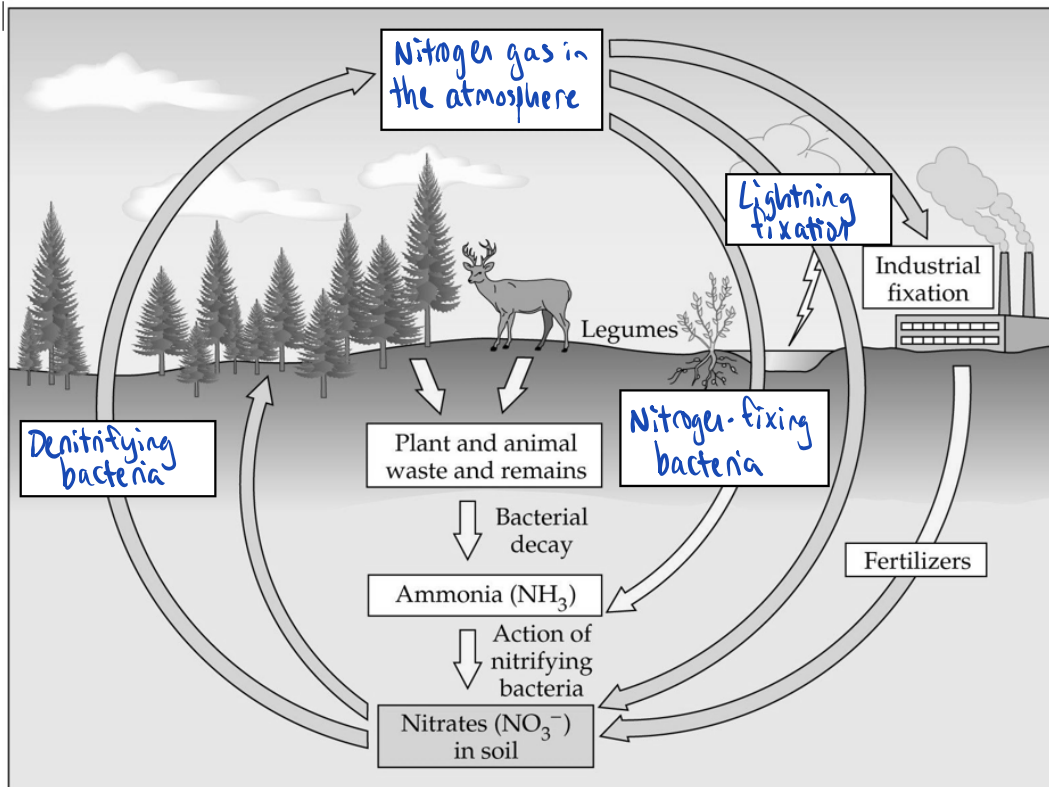 Nitrogen gas in
the atmosphere
Lightning
fixation
Industrial
fixation
Legumes
Denitrifying
bacteria
Plant and animal
waste and remains
Nitrogen-fixing
bacteria
Bacterial
decay
Fertilizers
Ammonia (NH₃)
Action of
nitrifying
bacteria
Nitrates (NO₃⁻)
in soil